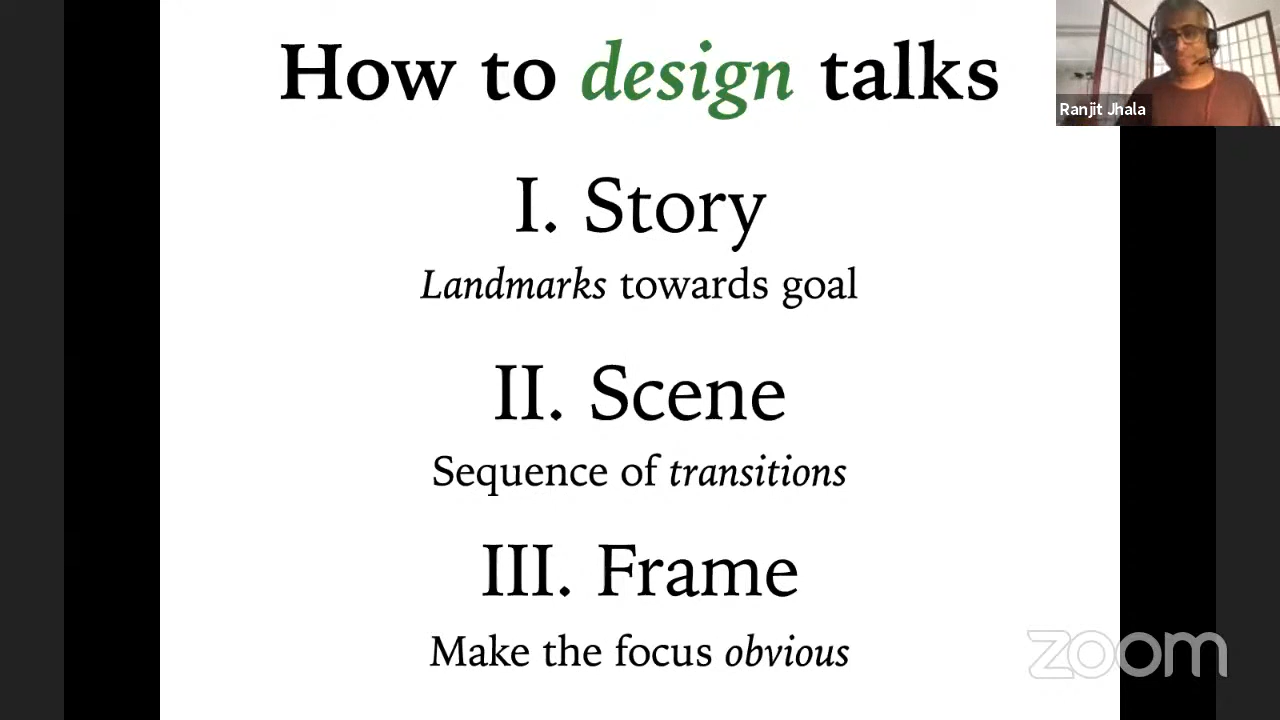 How to design talks
Ranjit Jhala
I. Story
Landmarks towards goal
II. Scene
Sequence of transitions
III. Frame
Make the focus obvious
zoom